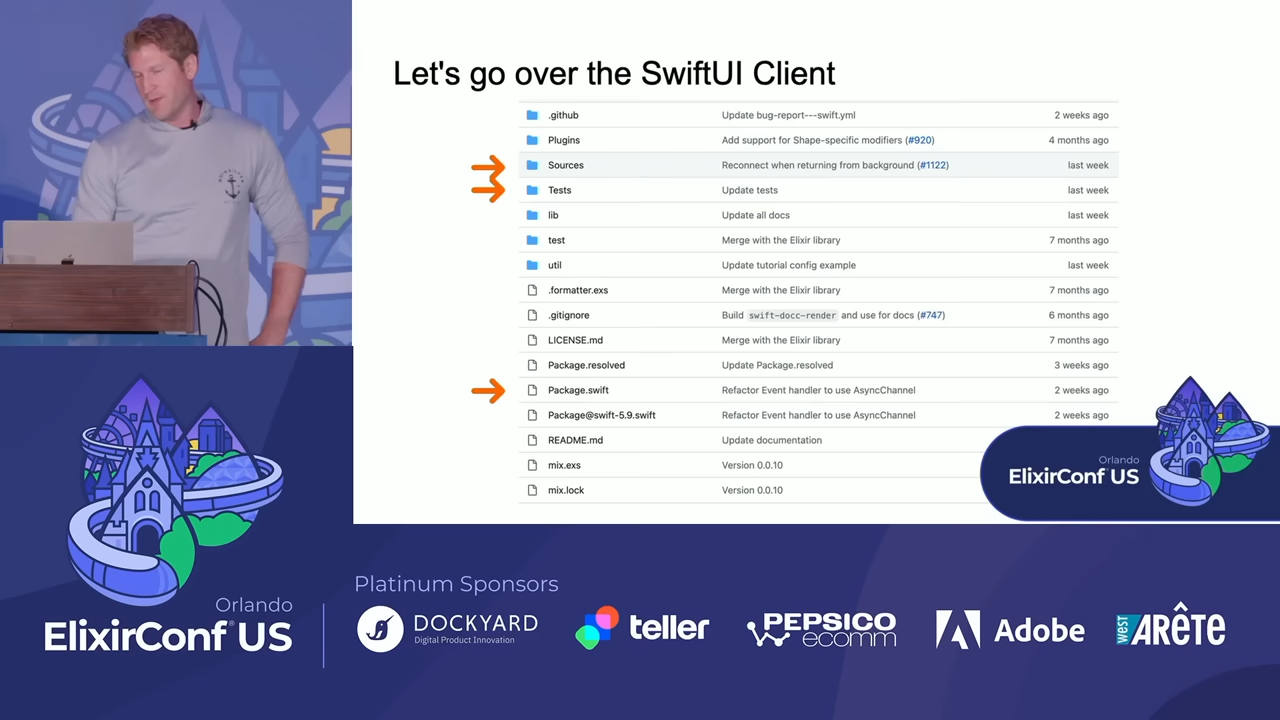 Let's go over the SwiftUI Client
.github Update bug-report---swift.yml 2 weeks ago
Plugins Add support for Shape-specific modifiers (#920) 4 months ago
Sources Reconnect when returning from background (#1122) last week
Tests Update tests last week
lib Update all docs last week
test Merge with the Elixir library 7 months ago
util Update tutorial config example last week
.formatter.exs Merge with the Elixir library 7 months ago
.gitignore Build swift-docc-render and use for docs (#747) 6 months ago
LICENSE.md Merge with the Elixir library 7 months ago
Package.resolved Update Package.resolved 3 weeks ago
Package.swift Refactor Event handler to use AsyncChannel 2 weeks ago
Package@swift-5.9.swift Refactor Event handler to use AsyncChannel 2 weeks ago
README.md Update documentation
mix.exs Version 0.0.10
mix.lock Version 0.0.10
Orlando
ElixirConf US
Orlando
ElixirConf® US
Platinum Sponsors
DOCKYARD
Digital Product Innovation
teller
PEPSICO
ecomm
Adobe
west ARÊTE